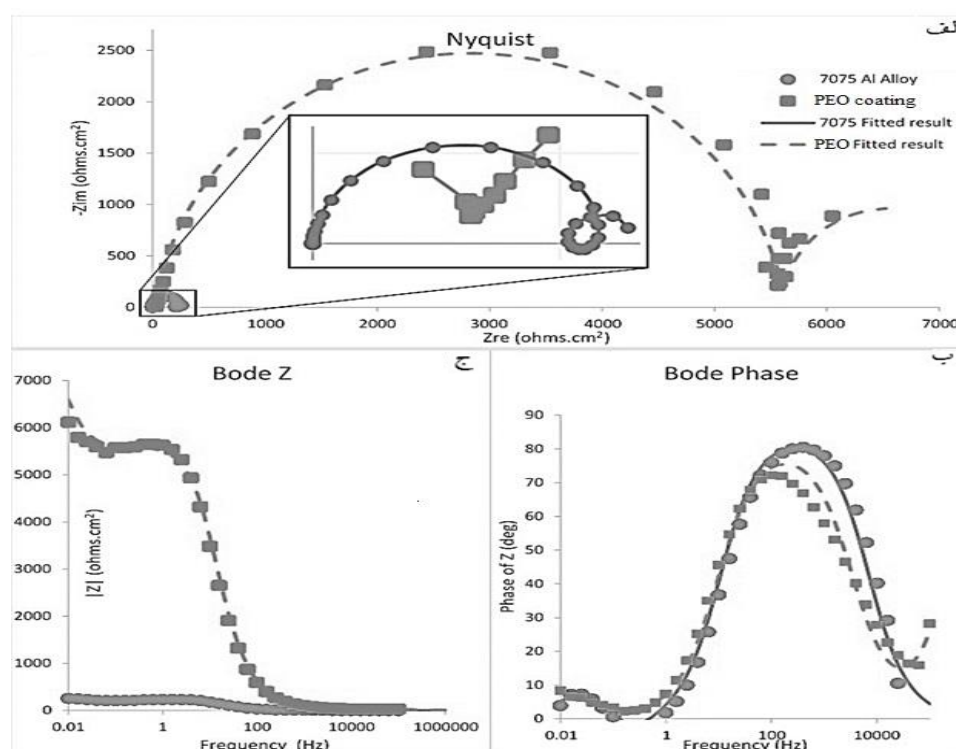 Nyquist
الف
7075 Al Alloy
PEO coating
7075 Fitted result
PEO Fitted result
-Zim (ohms.cm²)
2500
2000
1500
1000
500
0
0 1000 2000 3000 4000 5000 6000 7000
Zre (ohms.cm²)
Bode Z
ج
|Z| (ohms.cm²)
7000
6000
5000
4000
3000
2000
1000
0
0.01 1 100 10000 1000000
Frequency (Hz)
Bode Phase
ب
Phase of Z (deg)
90
80
70
60
50
40
30
20
10
0
0.01 1 100 10000
Frequency (Hz)